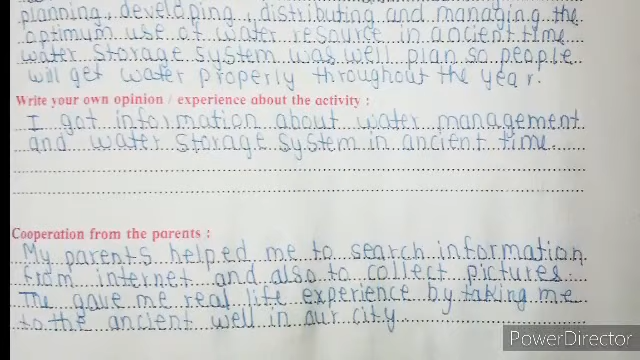 planning, developing, distributing and managing the
optimum use of water resource in ancient time
water storage system was well plan so people
will get water properly throughout the year.
Write your own opinion / experience about the activity :
I got information about water management
and water storage system in ancient time.
Cooperation from the parents :
My parents helped me to search information
from internet and also to collect pictures.
The gave me real life experience by taking me
to the ancient well in our city
PowerDirector